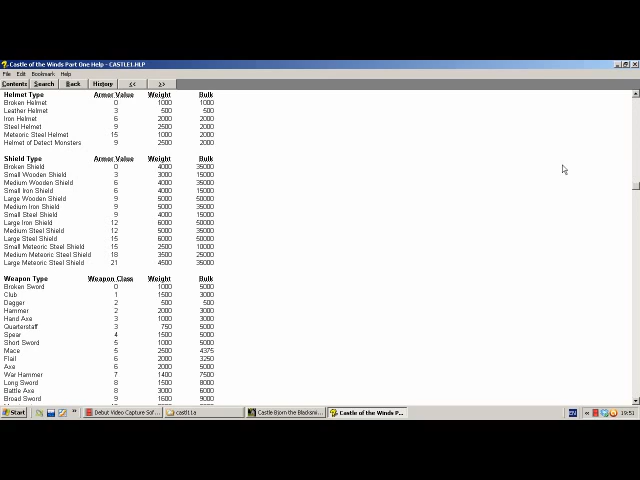 Castle of the Winds Part One Help - CASTLE1.HLP
File Edit Bookmark Help
Contents Search Back History << >>
Helmet Type Armor Value Weight Bulk
Broken Helmet 0 1000 1000
Leather Helmet 3 500 500
Iron Helmet 6 2000 2000
Steel Helmet 9 2500 2000
Meteoric Steel Helmet 15 1000 2000
Helmet of Detect Monsters 9 2500 2000
Shield Type Armor Value Weight Bulk
Broken Shield 0 4000 35000
Small Wooden Shield 3 3000 15000
Medium Wooden Shield 6 4000 35000
Small Iron Shield 6 4000 15000
Large Wooden Shield 9 5000 50000
Medium Iron Shield 9 5000 35000
Small Steel Shield 9 4000 15000
Large Iron Shield 12 6000 50000
Medium Steel Shield 12 5000 35000
Large Steel Shield 15 6000 50000
Small Meteoric Steel Shield 15 2500 10000
Medium Meteoric Steel Shield 18 3500 25000
Large Meteoric Steel Shield 21 4500 35000
Weapon Type Weapon Class Weight Bulk
Broken Sword 0 1000 5000
Club 1 1500 3000
Dagger 2 500 500
Hammer 2 2000 3000
Hand Axe 3 1000 3000
Quarterstaff 3 750 5000
Spear 4 1500 5000
Short Sword 5 1000 5000
Mace 5 2500 4375
Flail 6 2000 3250
Axe 6 2000 5000
War Hammer 7 1400 7500
Long Sword 8 1500 8000
Battle Axe 8 3000 6000
Broad Sword 9 1600 9000
Start » Debut Video Capture Sof... castl1.ta Castle Bjorn the Blacksmi... Castle of the Winds P... EN « 19:51